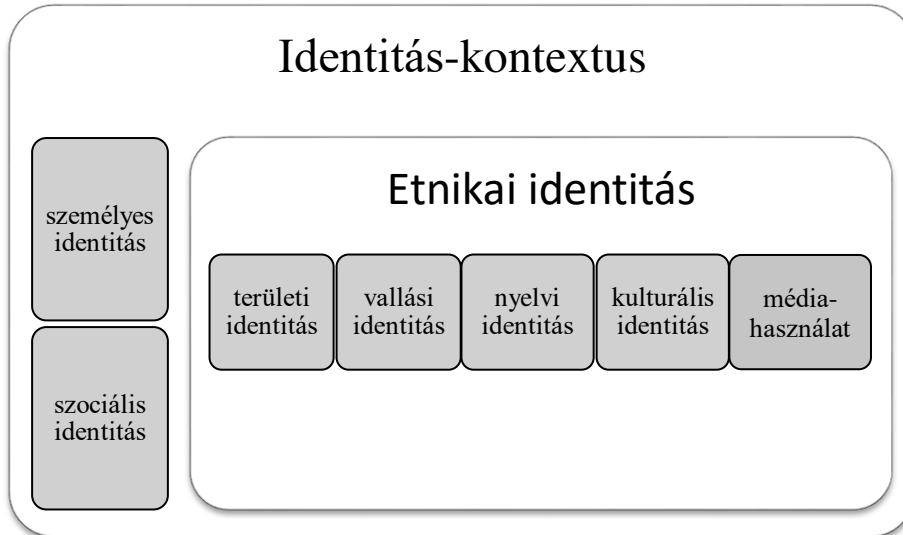 Identitás-kontextus
személyes
identitás
szociális
identitás
Etnikai identitás
területi
identitás
vallási
identitás
nyelvi
identitás
kulturális
identitás
média-
használat